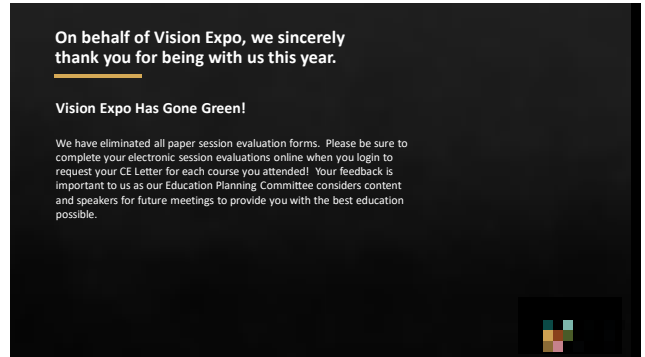 On behalf of Vision Expo, we sincerely
thank you for being with us this year.
Vision Expo Has Gone Green!
We have eliminated all paper session evaluation forms.  Please be sure to
complete your electronic session evaluations online when you login to
request your CE Letter for each course you attended!  Your feedback is
important to us as our Education Planning Committee considers content
and speakers for future meetings to provide you with the best education
possible.